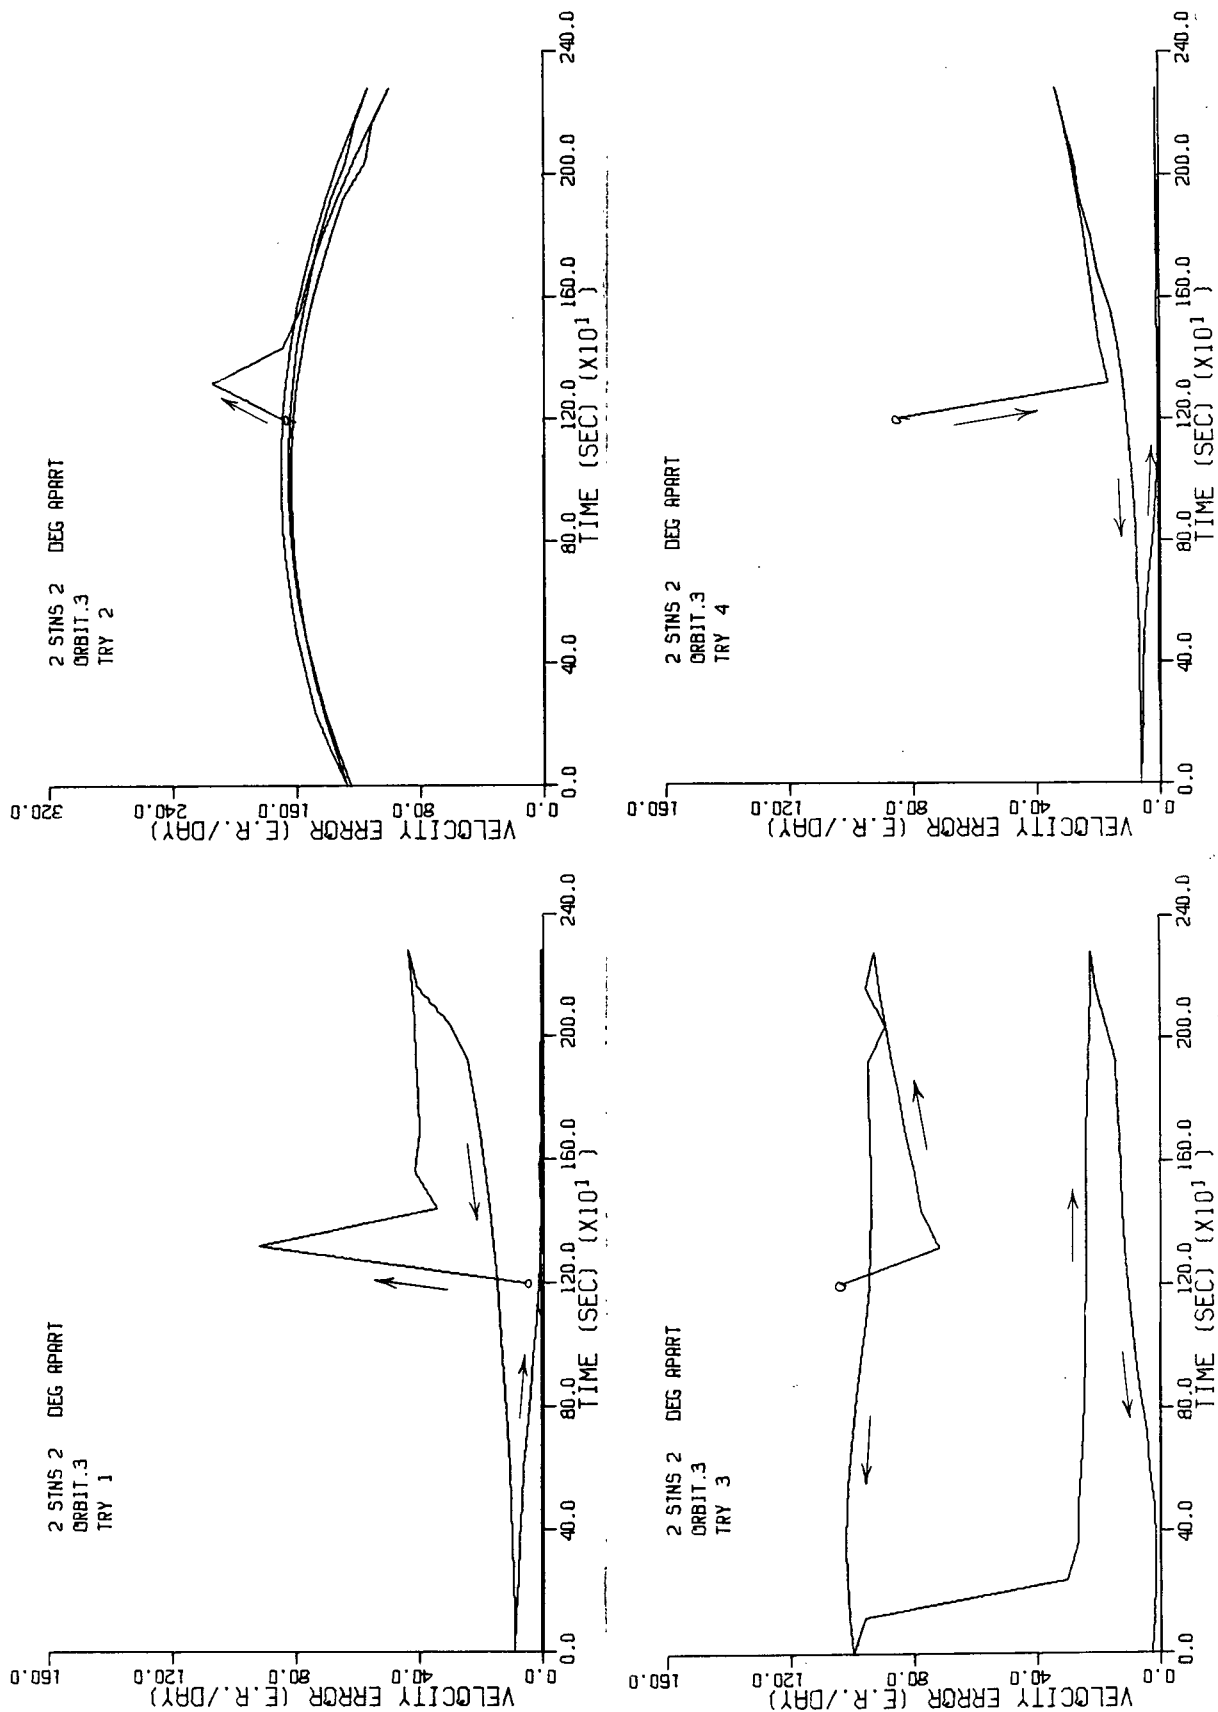 2 STNS 2 DEG APART
ORBIT.3
TRY 1
VELOCITY ERROR (E.R./DAY)
160.0
120.0
80.0
40.0
0.0
0.0
40.0
80.0
120.0
160.0
200.0
240.0
TIME (SEC) (X10¹ )
2 STNS 2 DEG APART
ORBIT.3
TRY 2
VELOCITY ERROR (E.R./DAY)
320.0
240.0
160.0
80.0
0.0
0.0
40.0
80.0
120.0
160.0
200.0
240.0
TIME (SEC) (X10¹ )
2 STNS 2 DEG APART
ORBIT.3
TRY 3
VELOCITY ERROR (E.R./DAY)
160.0
120.0
80.0
40.0
0.0
0.0
40.0
80.0
120.0
160.0
200.0
240.0
TIME (SEC) (X10¹ )
2 STNS 2 DEG APART
ORBIT.3
TRY 4
VELOCITY ERROR (E.R./DAY)
160.0
120.0
80.0
40.0
0.0
0.0
40.0
80.0
120.0
160.0
200.0
240.0
TIME (SEC) (X10¹ )